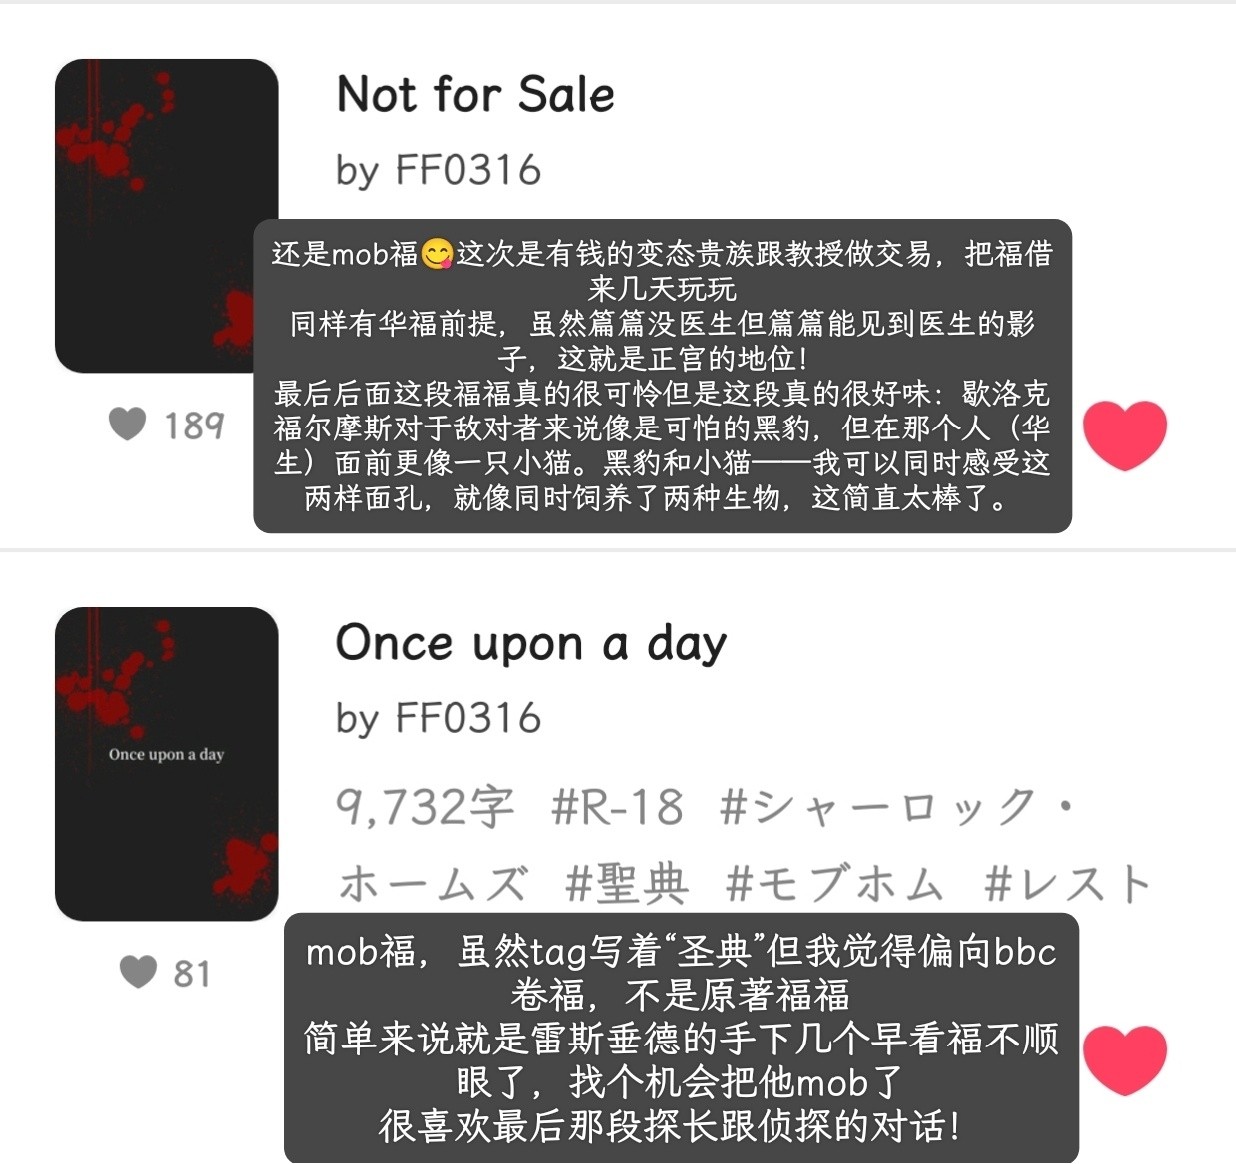 Not for Sale
by FF0316
还是mob福😋这次是有钱的变态贵族跟教授做交易，把福借
来几天玩玩
同样有华福前提，虽然篇篇没医生但篇篇能见到医生的影
子，这就是正宫的地位！
最后后面这段福福真的很可怜但是这段真的很好味：歇洛克
福尔摩斯对于敌对者来说像是可怕的黑豹，但在那个人（华
生）面前更像一只小猫。黑豹和小猫——我可以同时感受这
两样面孔，就像同时饲养了两种生物，这简直太棒了。
189
Once upon a day
by FF0316
Once upon a day
9,732字 #R-18 #シャーロック・
ホームズ #聖典 #モブホム #レスト
81
mob福，虽然tag写着“圣典”但我觉得偏向bbc
卷福，不是原著福福
简单来说就是雷斯垂德的手下几个早看福不顺
眼了，找个机会把他mob了
很喜欢最后那段探长跟侦探的对话！